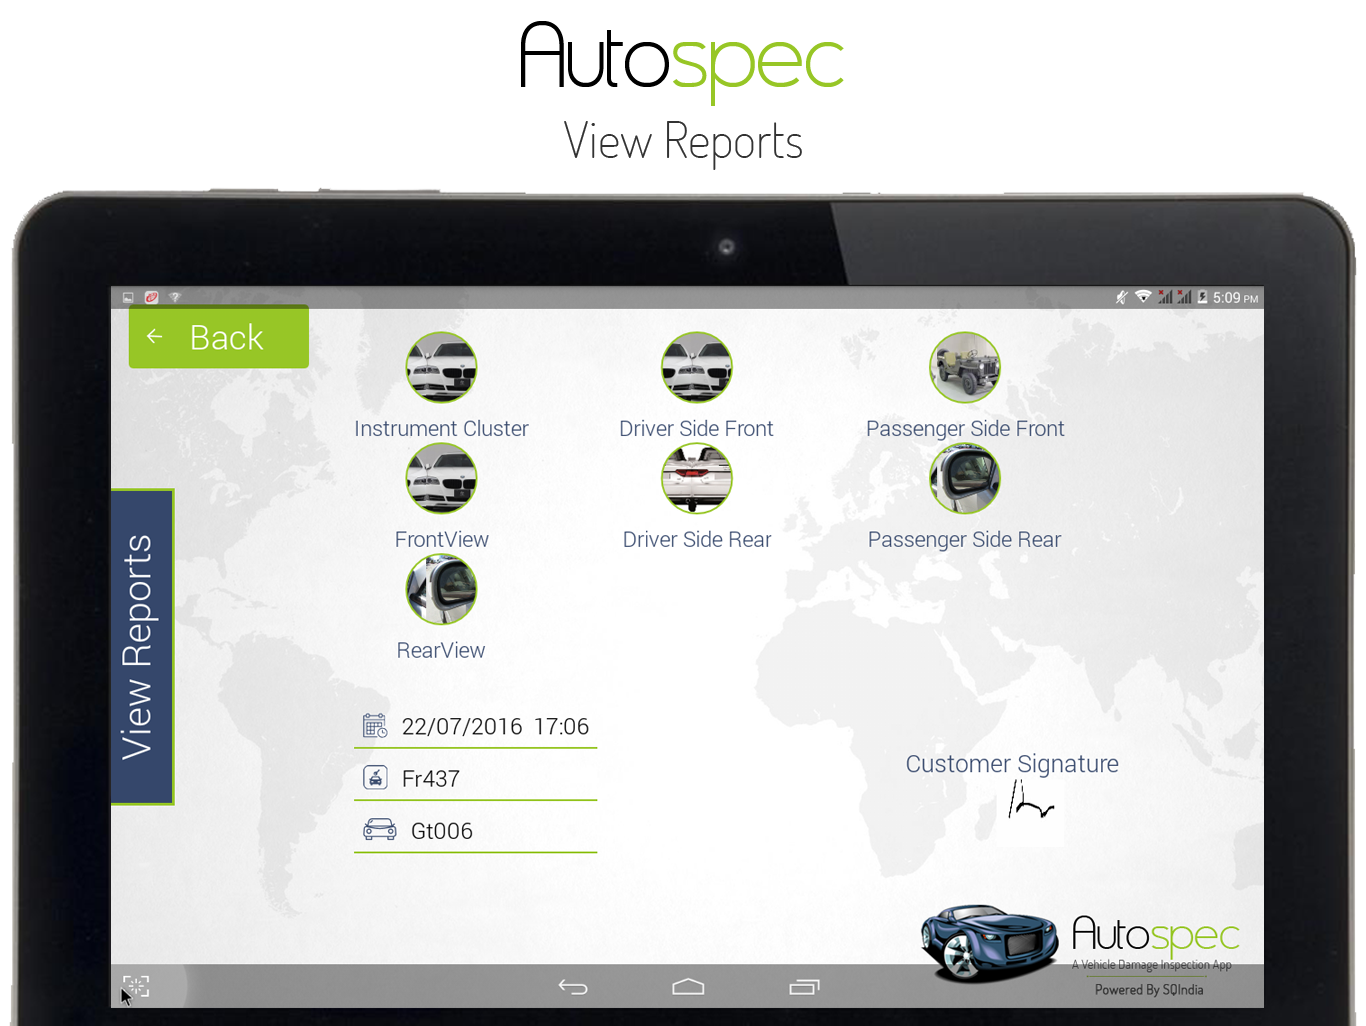 Autospec
View Reports
5:09 PM
Back
Instrument Cluster
Driver Side Front
Passenger Side Front
FrontView
Driver Side Rear
Passenger Side Rear
RearView
View Reports
22/07/2016 17:06
Fr437
Gt006
Customer Signature
Autospec
A Vehicle Damage Inspection App
Powered By SQIndia